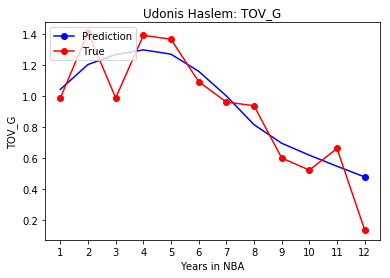 Udonis Haslem: TOV_G
Prediction
True
1.4
1.2
1.0
0.8
0.6
0.4
0.2
TOV_G
1 2 3 4 5 6 7 8 9 10 11 12
Years in NBA